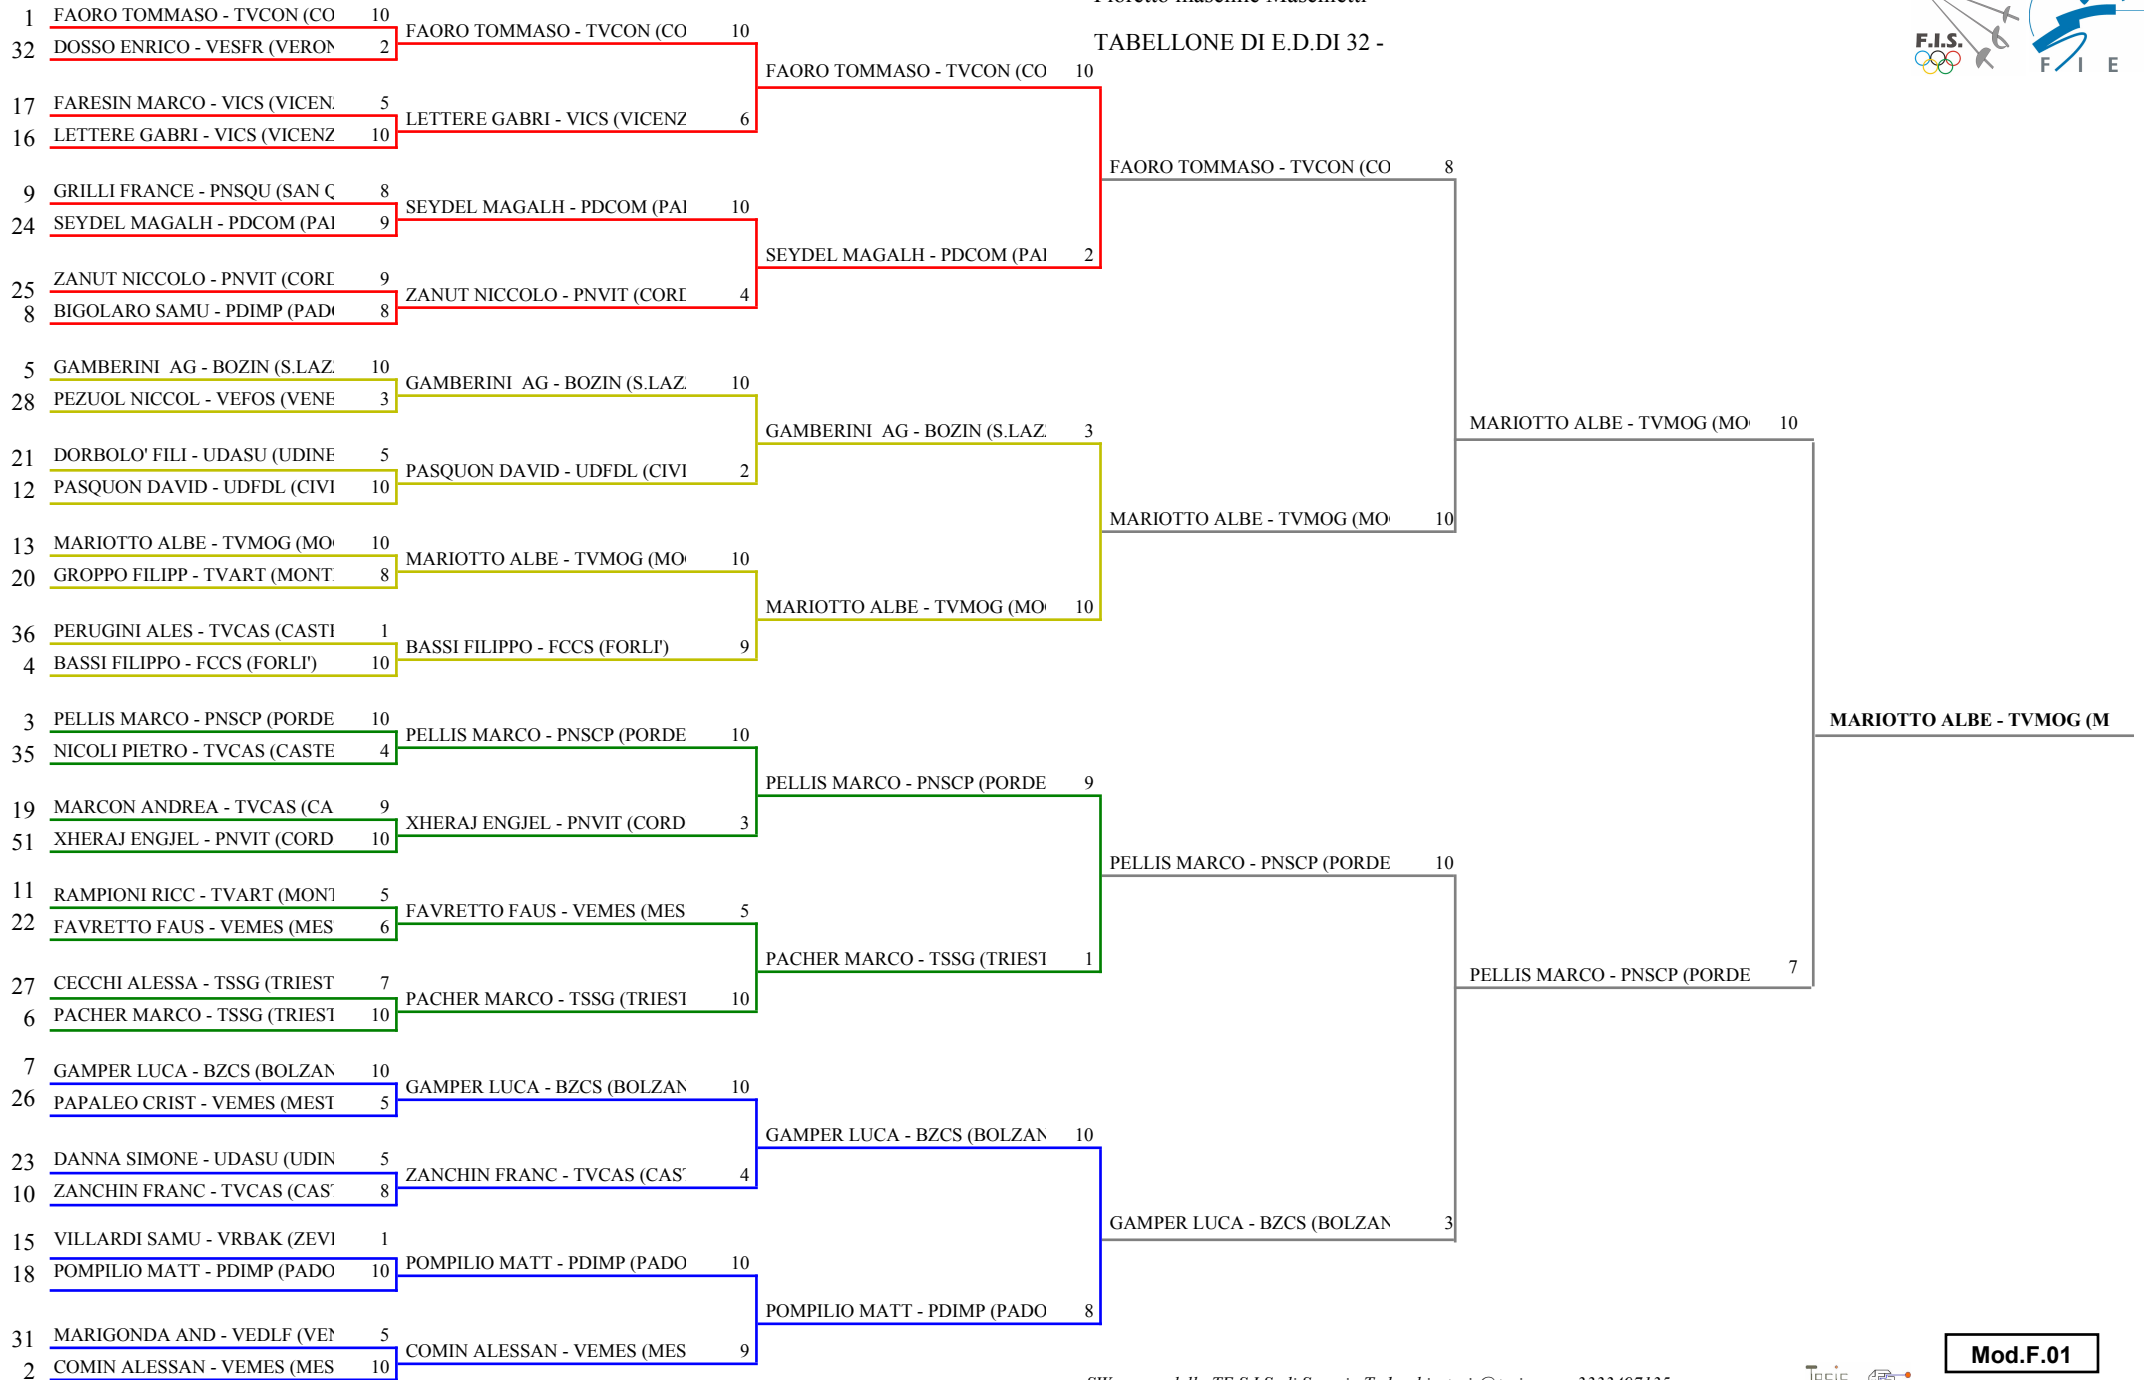 Fioretto maschile Maschietti
TABELLONE DI E.D.DI 32 -
F.I.S.
F I E
1 FAORO TOMMASO - TVCON (CO 10
32 DOSSO ENRICO - VESFR (VERON 2
17 FARESIN MARCO - VICS (VICEN 5
16 LETTERE GABRI - VICS (VICENZ 10
9 GRILLI FRANCE - PNSQU (SAN Q 8
24 SEYDEL MAGALH - PDCOM (PAI 9
25 ZANUT NICCOLO - PNVIT (CORD 9
8 BIGOLARO SAMU - PDIMP (PAD 8
5 GAMBERINI AG - BOZIN (S.LAZ 10
28 PEZUOL NICCOL - VEFOS (VENE 3
21 DORBOLO' FILI - UDASU (UDINE 5
12 PASQUON DAVID - UDFDL (CIVI 10
13 MARIOTTO ALBE - TVMOG (MO 10
20 GROPPO FILIPP - TVART (MONT 8
36 PERUGINI ALES - TVCAS (CASTI 1
4 BASSI FILIPPO - FCCS (FORLI') 10
3 PELLIS MARCO - PNSCP (PORDE 10
35 NICOLI PIETRO - TVCAS (CASTE 4
19 MARCON ANDREA - TVCAS (CA 9
51 XHERAJ ENGJEL - PNVIT (CORD 10
11 RAMPIONI RICC - TVART (MONT 5
22 FAVRETTO FAUS - VEMES (MES 6
27 CECCHI ALESSA - TSSG (TRIEST 7
6 PACHER MARCO - TSSG (TRIEST 10
7 GAMPER LUCA - BZCS (BOLZAN 10
26 PAPALEO CRIST - VEMES (MEST 5
23 DANNA SIMONE - UDASU (UDIN 5
10 ZANCHIN FRANC - TVCAS (CAS 8
15 VILLARDI SAMU - VRBAK (ZEVI 1
18 POMPILIO MATT - PDIMP (PADO 10
31 MARIGONDA AND - VEDLF (VEN 5
2 COMIN ALESSAN - VEMES (MES 10
FAORO TOMMASO - TVCON (CO 10
LETTERE GABRI - VICS (VICENZ 6
SEYDEL MAGALH - PDCOM (PAI 10
ZANUT NICCOLO - PNVIT (CORD 4
GAMBERINI AG - BOZIN (S.LAZ 10
PASQUON DAVID - UDFDL (CIVI 2
MARIOTTO ALBE - TVMOG (MO 10
BASSI FILIPPO - FCCS (FORLI') 9
PELLIS MARCO - PNSCP (PORDE 10
XHERAJ ENGJEL - PNVIT (CORD 3
FAVRETTO FAUS - VEMES (MES 5
PACHER MARCO - TSSG (TRIEST 10
GAMPER LUCA - BZCS (BOLZAN 10
ZANCHIN FRANC - TVCAS (CAS 4
POMPILIO MATT - PDIMP (PADO 10
COMIN ALESSAN - VEMES (MES 9
FAORO TOMMASO - TVCON (CO 10
SEYDEL MAGALH - PDCOM (PAI 2
GAMBERINI AG - BOZIN (S.LAZ 3
MARIOTTO ALBE - TVMOG (MO 10
PELLIS MARCO - PNSCP (PORDE 9
PACHER MARCO - TSSG (TRIEST 1
GAMPER LUCA - BZCS (BOLZAN 10
POMPILIO MATT - PDIMP (PADO 8
FAORO TOMMASO - TVCON (CO 8
MARIOTTO ALBE - TVMOG (MO 10
PELLIS MARCO - PNSCP (PORDE 10
GAMPER LUCA - BZCS (BOLZAN 3
MARIOTTO ALBE - TVMOG (MO 10
PELLIS MARCO - PNSCP (PORDE 7
MARIOTTO ALBE - TVMOG (M
Mod.F.01